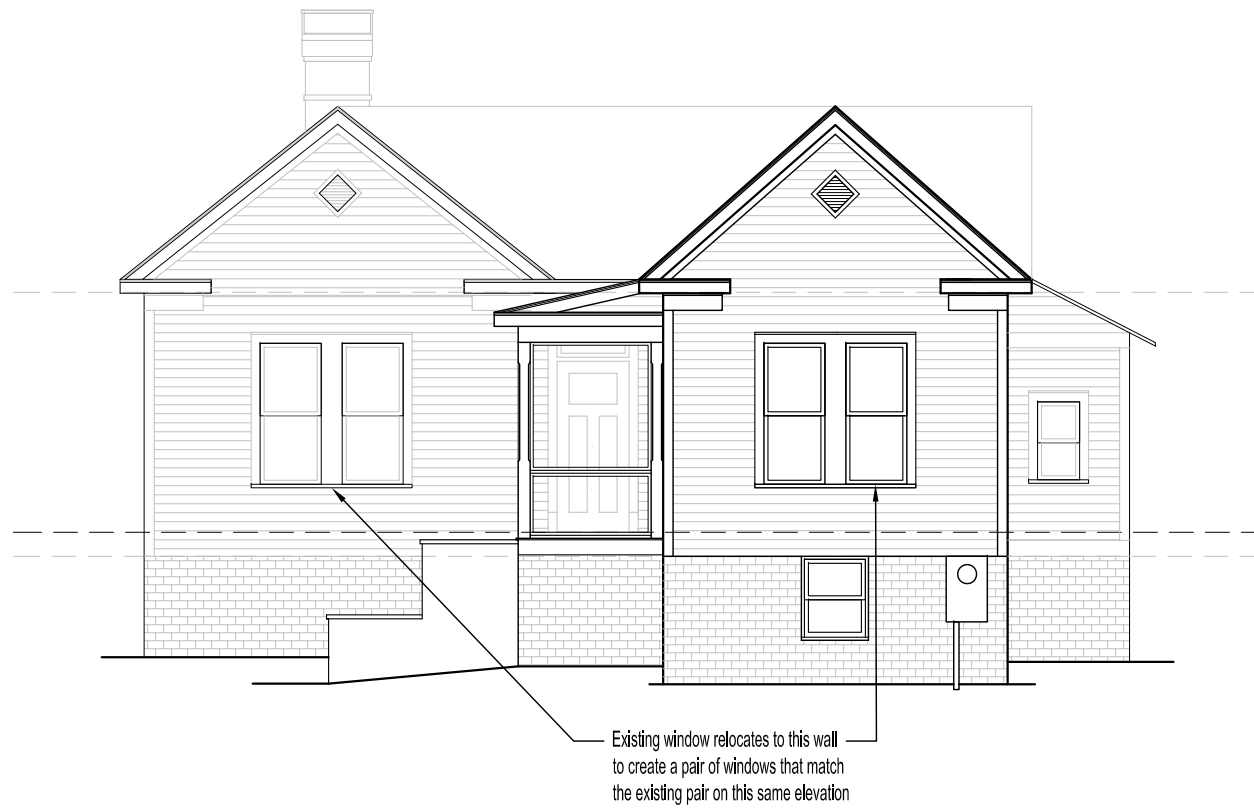 Existing window relocates to this wall
to create a pair of windows that match
the existing pair on this same elevation